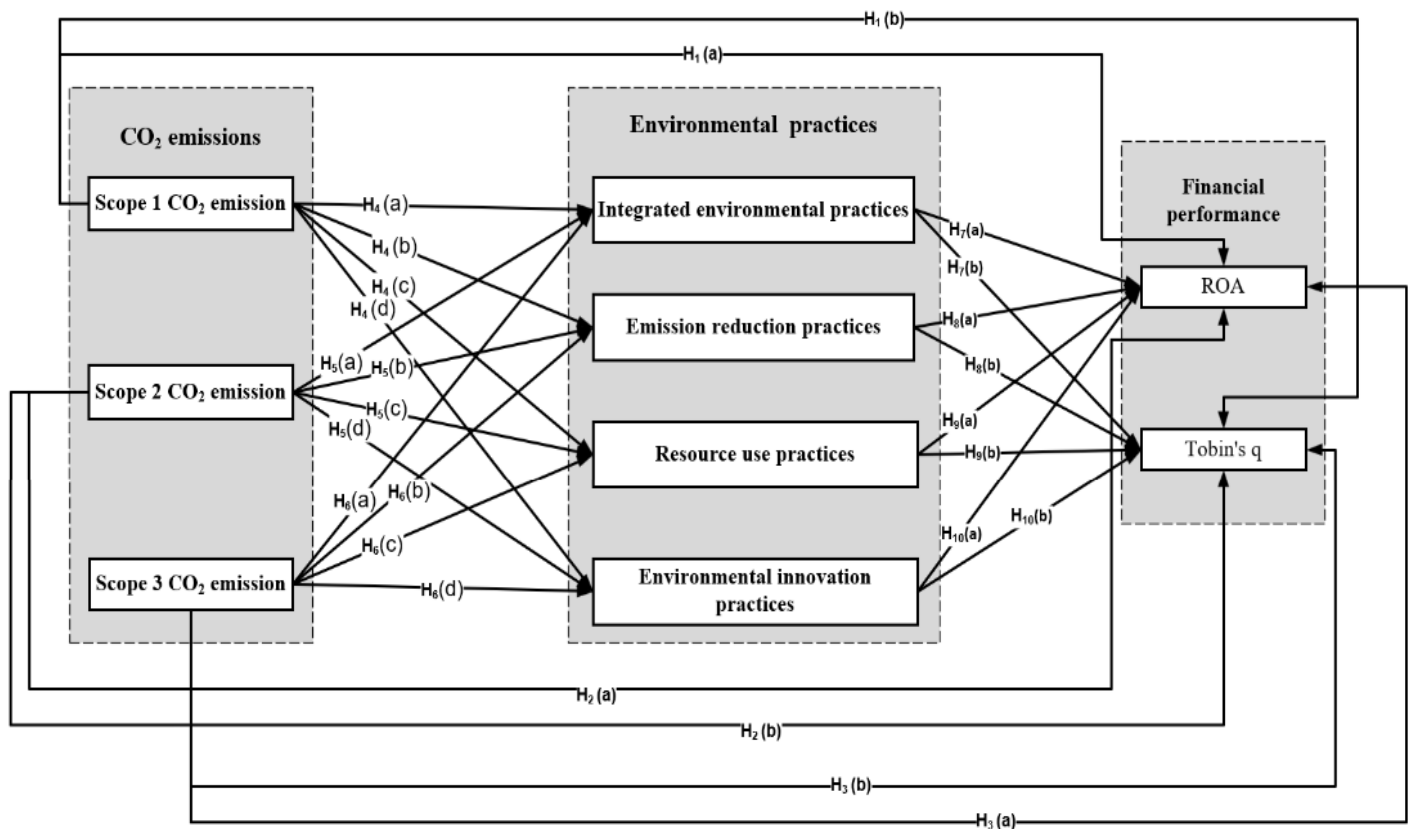 H₁ (b)
H₁ (a)
CO₂ emissions
Scope 1 CO₂ emission
Scope 2 CO₂ emission
Scope 3 CO₂ emission
H₄ (a)
H₄ (b)
H₄ (c)
H₄ (d)
H₅(a)
H₅(b)
H₅(c)
H₅(d)
H₆(a)
H₆(b)
H₆(c)
H₆(d)
Environmental practices
Integrated environmental practices
Emission reduction practices
Resource use practices
Environmental innovation
practices
H₇(a)
H₇(b)
H₈(a)
H₈(b)
H₉(a)
H₉(b)
H₁₀(a)
H₁₀(b)
Financial
performance
ROA
Tobin's q
H₂ (a)
H₂ (b)
H₃ (b)
H₃ (a)